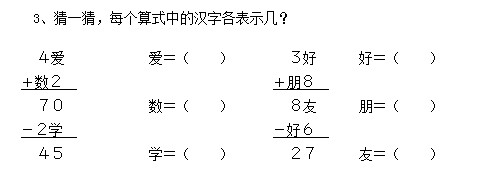 3、猜一猜，每个算式中的汉字各表示几？
4爱 爱=（ ） 3好 好=（ ）
+数2 +朋8
70 数=（ ） 8友 朋=（ ）
-2学 -好6
45 学=（ ） 27 友=（ ）